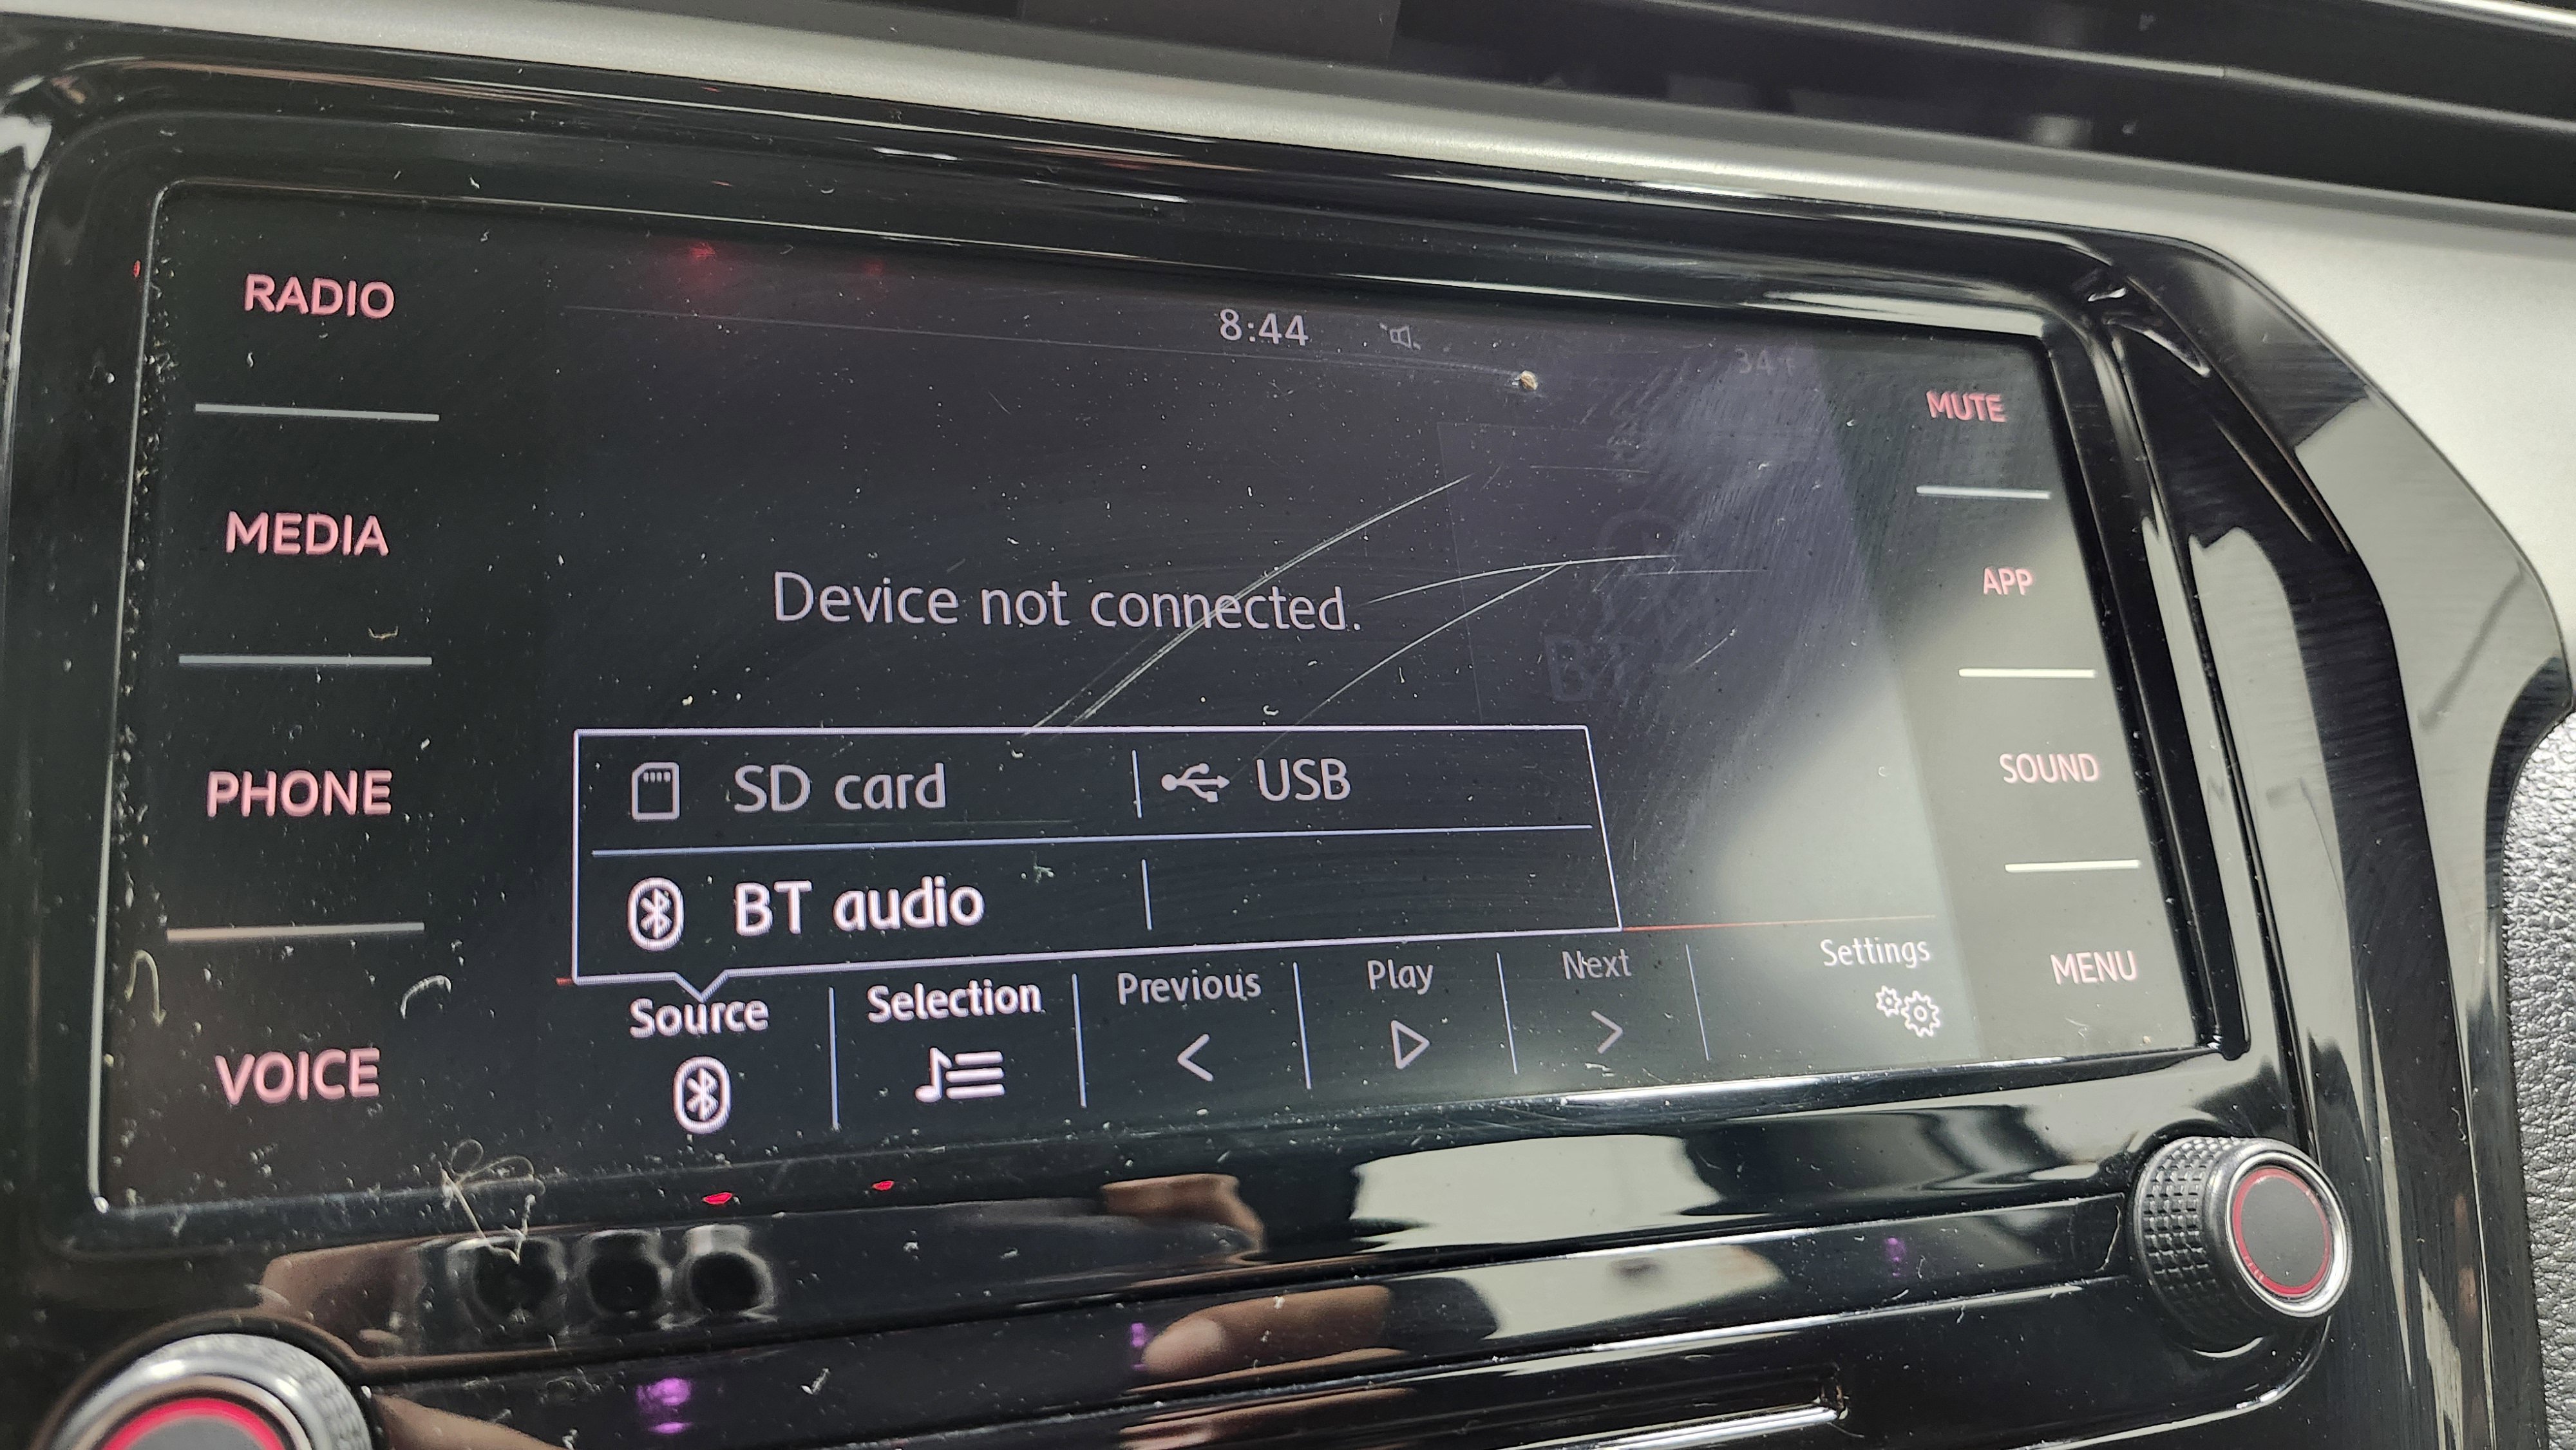 8:44
34°F
RADIO
MEDIA
PHONE
VOICE
Device not connected.
SD card
USB
BT audio
Source
Selection
Previous
Play
Next
Settings
MUTE
APP
SOUND
MENU